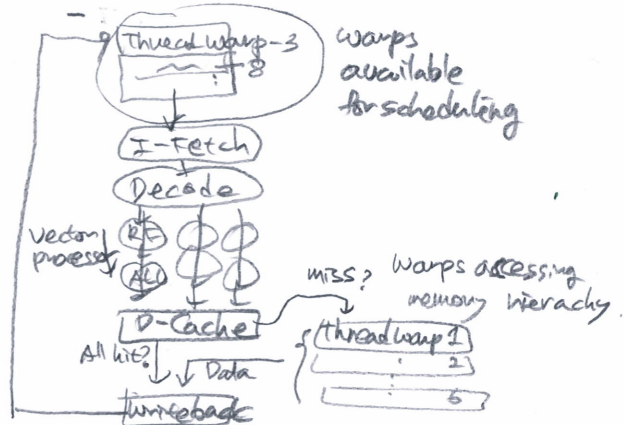 Thread Warp-3
8
warps
available
for scheduling
I-Fetch
Decode
Vector
processor
RF
ALU
miss?
Warps accessing
memory hierachy.
D-Cache
thread warp 1
2
All hit?
Data
6
Writeback